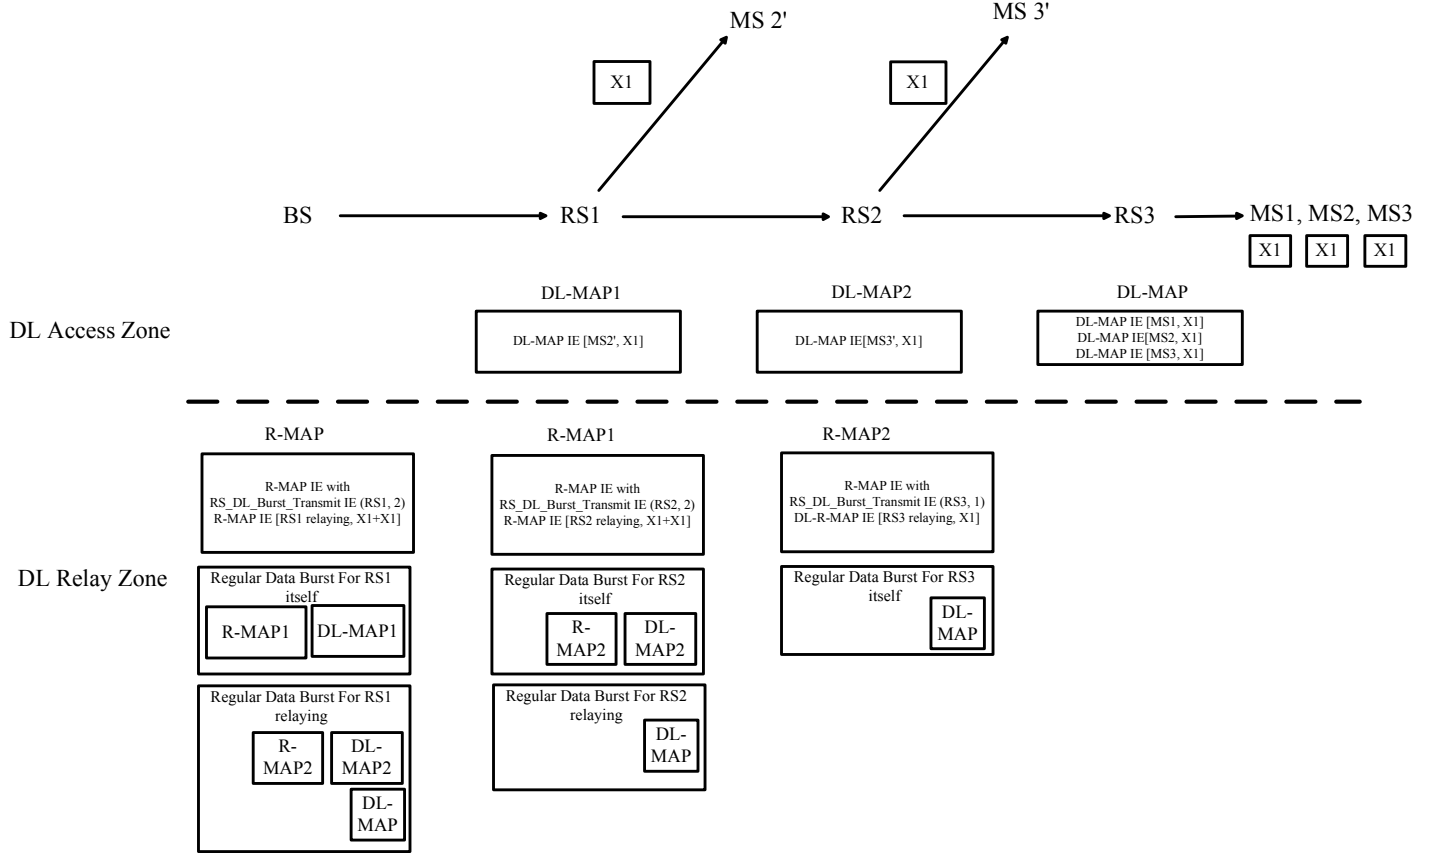 MS 2'
MS 3'
X1
X1
BS
RS1
RS2
RS3
MS1, MS2, MS3
X1
X1
X1
DL Access Zone
DL-MAP1
DL-MAP IE [MS2', X1]
DL-MAP2
DL-MAP IE[MS3', X1]
DL-MAP
DL-MAP IE [MS1, X1]
DL-MAP IE[MS2, X1]
DL-MAP IE [MS3, X1]
DL Relay Zone
R-MAP
R-MAP IE with
RS_DL_Burst_Transmit IE (RS1, 2)
R-MAP IE [RS1 relaying, X1+X1]
Regular Data Burst For RS1
itself
R-MAP1
DL-MAP1
Regular Data Burst For RS1
relaying
R-
MAP2
DL-
MAP2
DL-
MAP
R-MAP1
R-MAP IE with
RS_DL_Burst_Transmit IE (RS2, 2)
R-MAP IE [RS2 relaying, X1+X1]
Regular Data Burst For RS2
itself
R-
MAP2
DL-
MAP2
Regular Data Burst For RS2
relaying
DL-
MAP
R-MAP2
R-MAP IE with
RS_DL_Burst_Transmit IE (RS3, 1)
DL-R-MAP IE [RS3 relaying, X1]
Regular Data Burst For RS3
itself
DL-
MAP